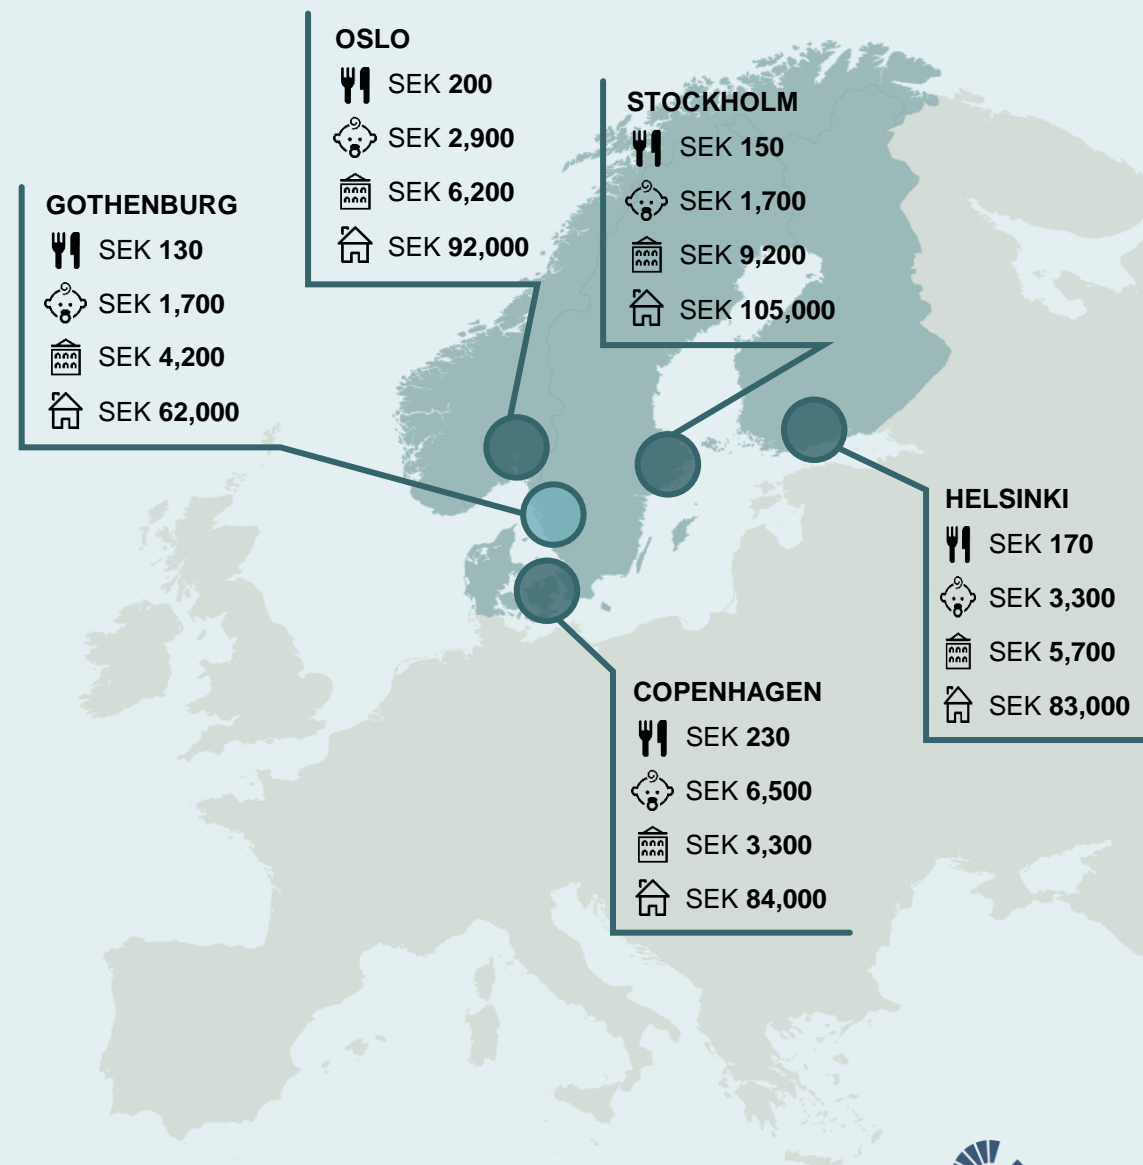 OSLO
SEK 200
SEK 2,900
SEK 6,200
SEK 92,000
STOCKHOLM
SEK 150
SEK 1,700
SEK 9,200
SEK 105,000
GOTHENBURG
SEK 130
SEK 1,700
SEK 4,200
SEK 62,000
HELSINKI
SEK 170
SEK 3,300
SEK 5,700
SEK 83,000
COPENHAGEN
SEK 230
SEK 6,500
SEK 3,300
SEK 84,000